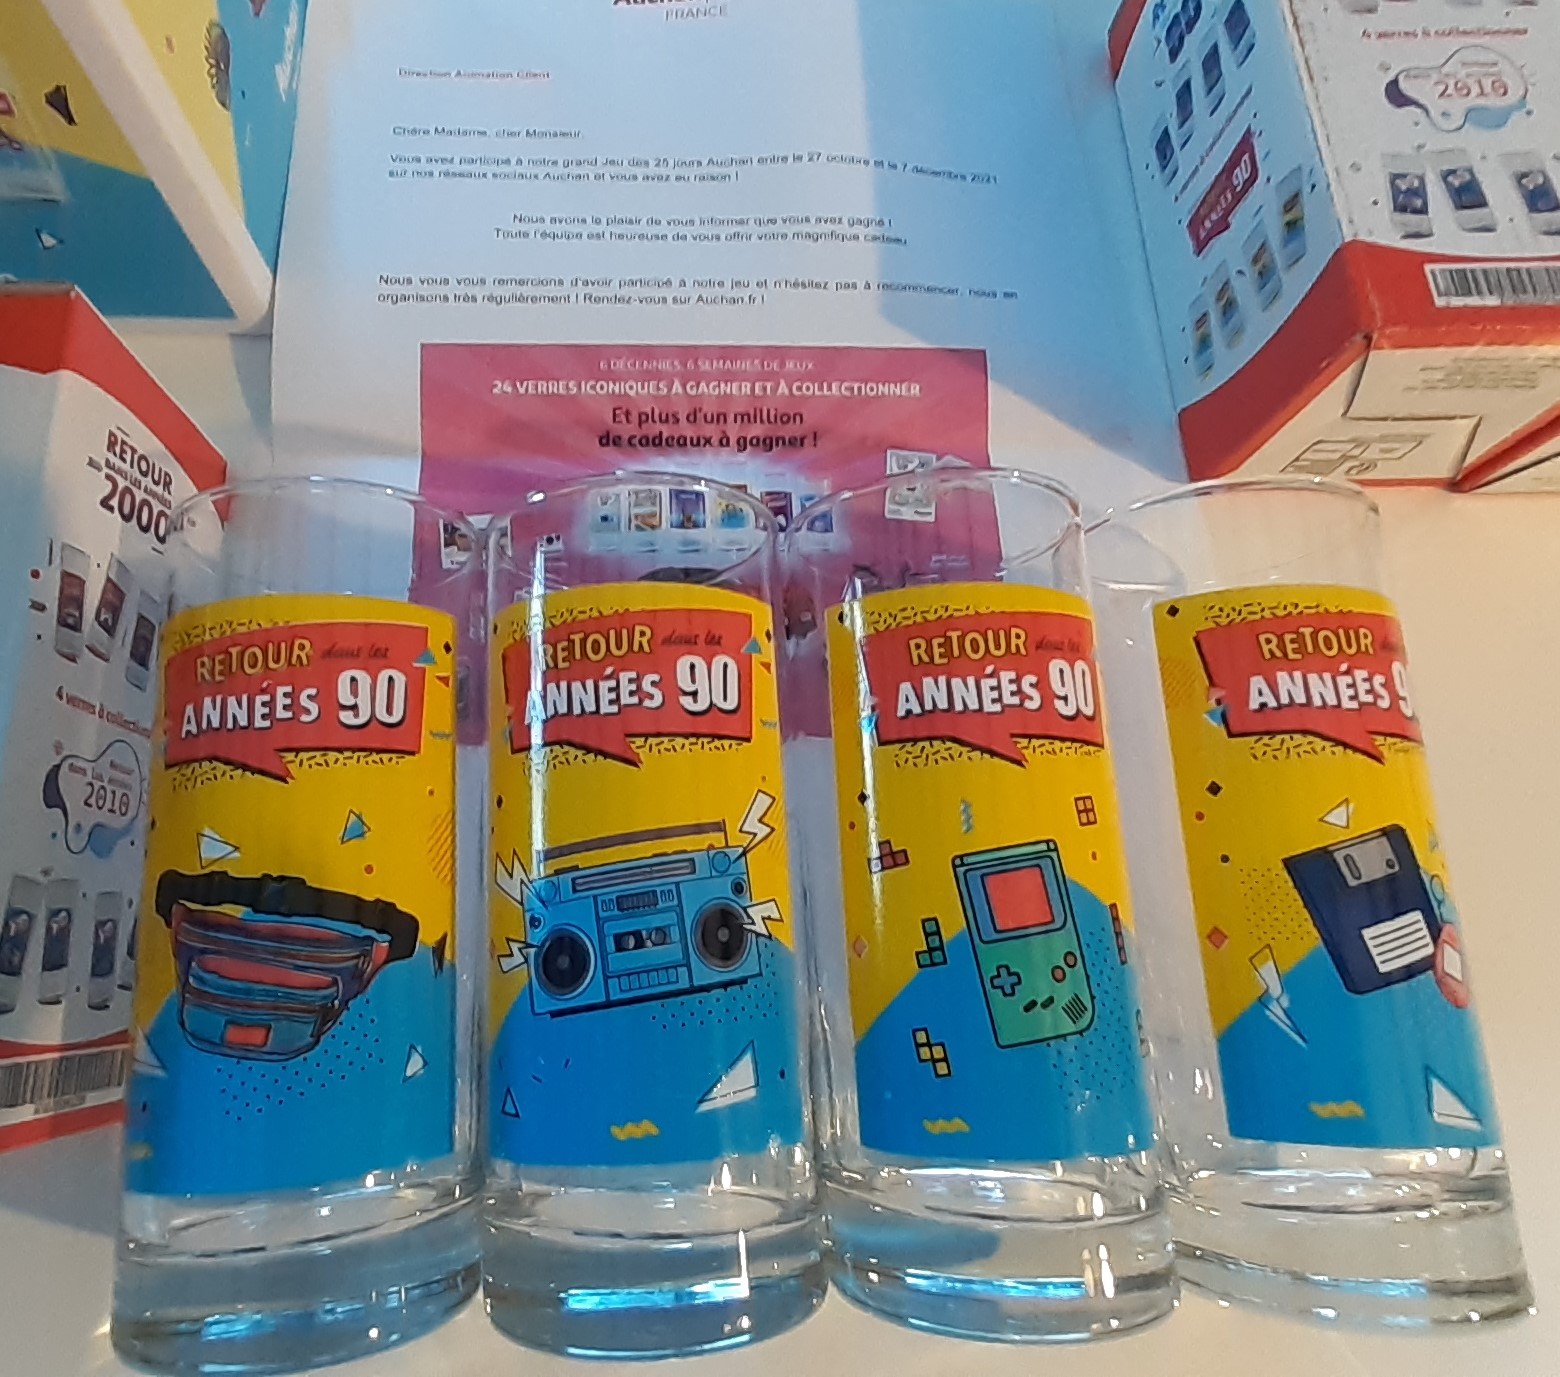 FRANCE
Direction Animation Client
Chère Madame, cher Monsieur,
Vous avez participé à notre grand Jeu des 25 jours Auchan entre le 27 octobre et le 7 décembre 2021
sur nos réseaux sociaux Auchan et vous avez eu raison !
Nous avons le plaisir de vous informer que vous avez gagné !
Toute l'équipe est heureuse de vous offrir votre magnifique cadeau
Nous vous vous remercions d'avoir participé à notre jeu et n'hésitez pas à recommencer, nous en
organisons très régulièrement ! Rendez-vous sur Auchan.fr !
6 DÉCENNIES, 6 SEMAINES DE JEUX
24 VERRES ICONIQUES À GAGNER ET À COLLECTIONNER
Et plus d'un million
de cadeaux à gagner !
4 verres à collectionner
2010
ANNÉES 90
RETOUR
DANS LES ANNÉES
2000
4 verres à collectionner
2010
RETOUR dans les
ANNÉES 90
RETOUR dans les
ANNÉES 90
RETOUR dans les
ANNÉES 90
RETOUR
ANNÉES 9